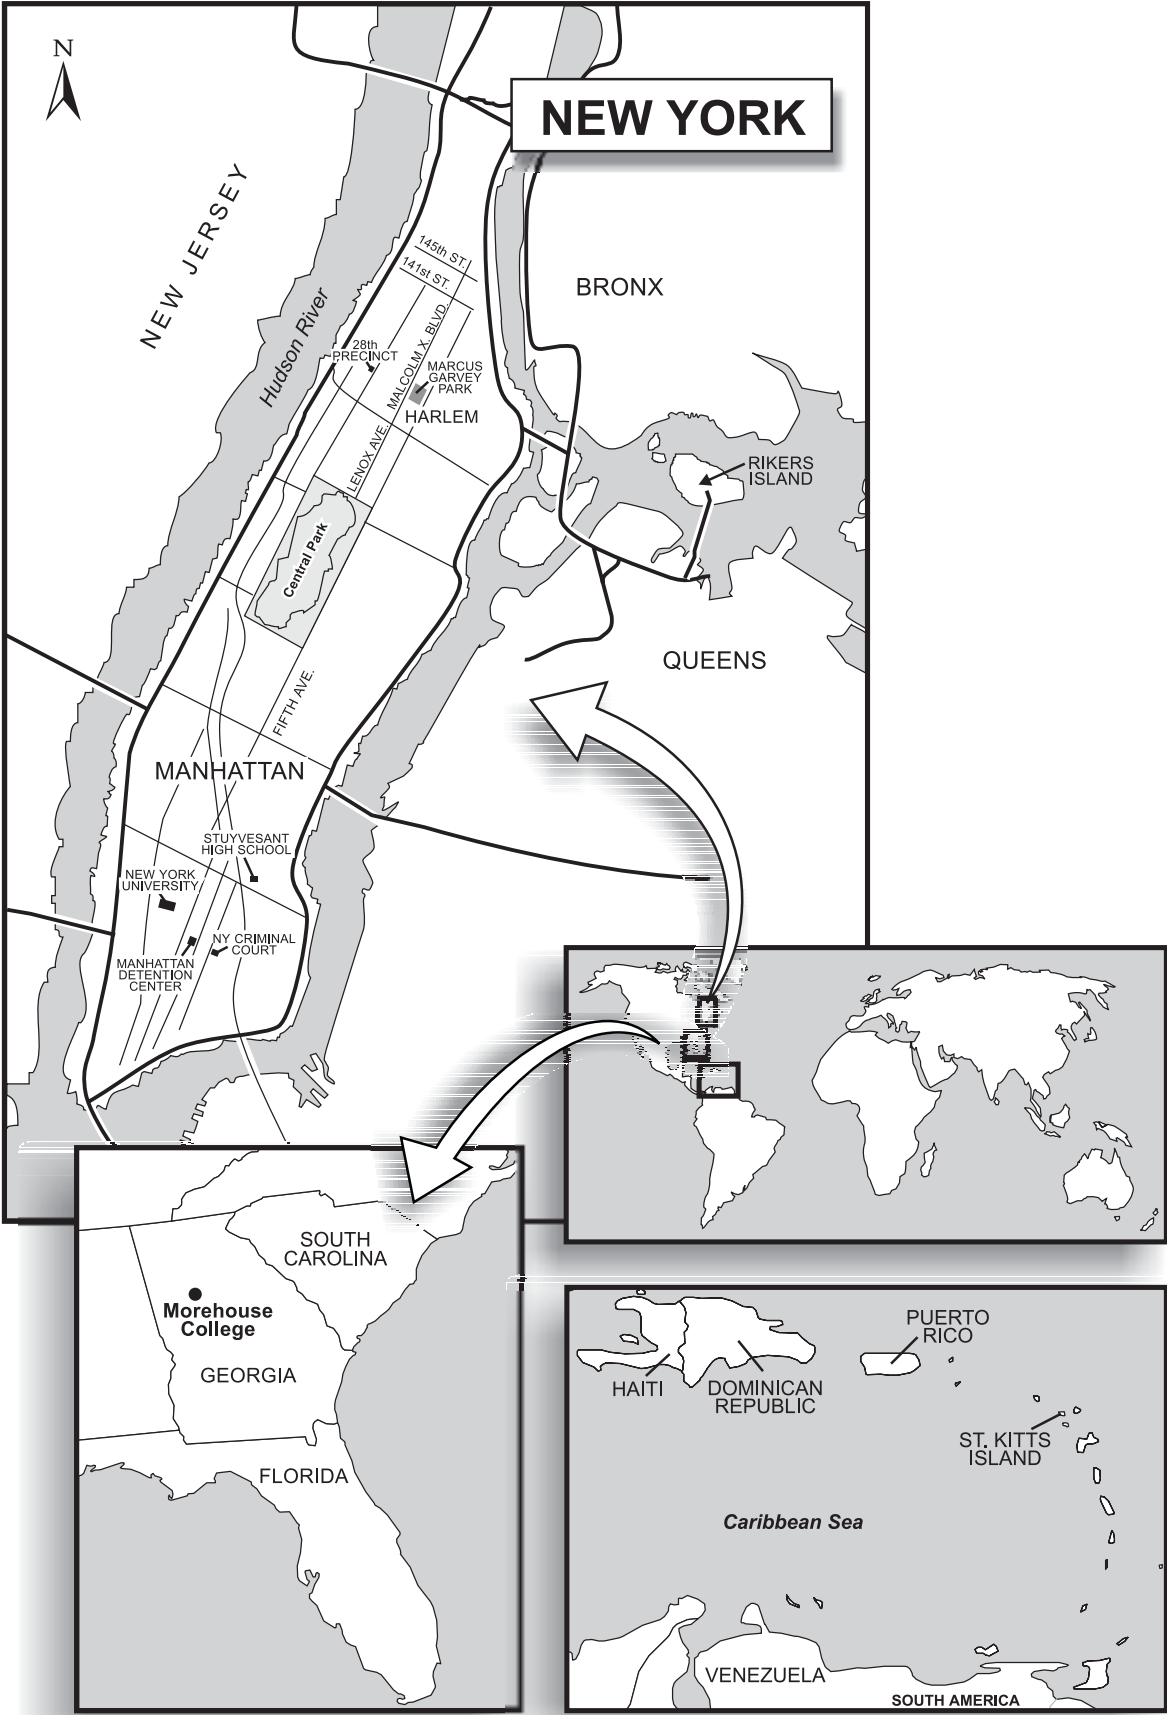 N
NEW YORK
NEW JERSEY
Hudson River
145th ST.
141st ST.
BRONX
28th
PRECINCT
MALCOLM X. BLVD.
MARCUS
GARVEY
PARK
HARLEM
LENOX AVE.
RIKERS
ISLAND
Central Park
QUEENS
FIFTH AVE.
MANHATTAN
STUYVESANT
HIGH SCHOOL
NEW YORK
UNIVERSITY
NY CRIMINAL
COURT
MANHATTAN
DETENTION
CENTER
SOUTH
CAROLINA
Morehouse
College
GEORGIA
FLORIDA
PUERTO
RICO
HAITI
DOMINICAN
REPUBLIC
ST. KITTS
ISLAND
Caribbean Sea
VENEZUELA
SOUTH AMERICA